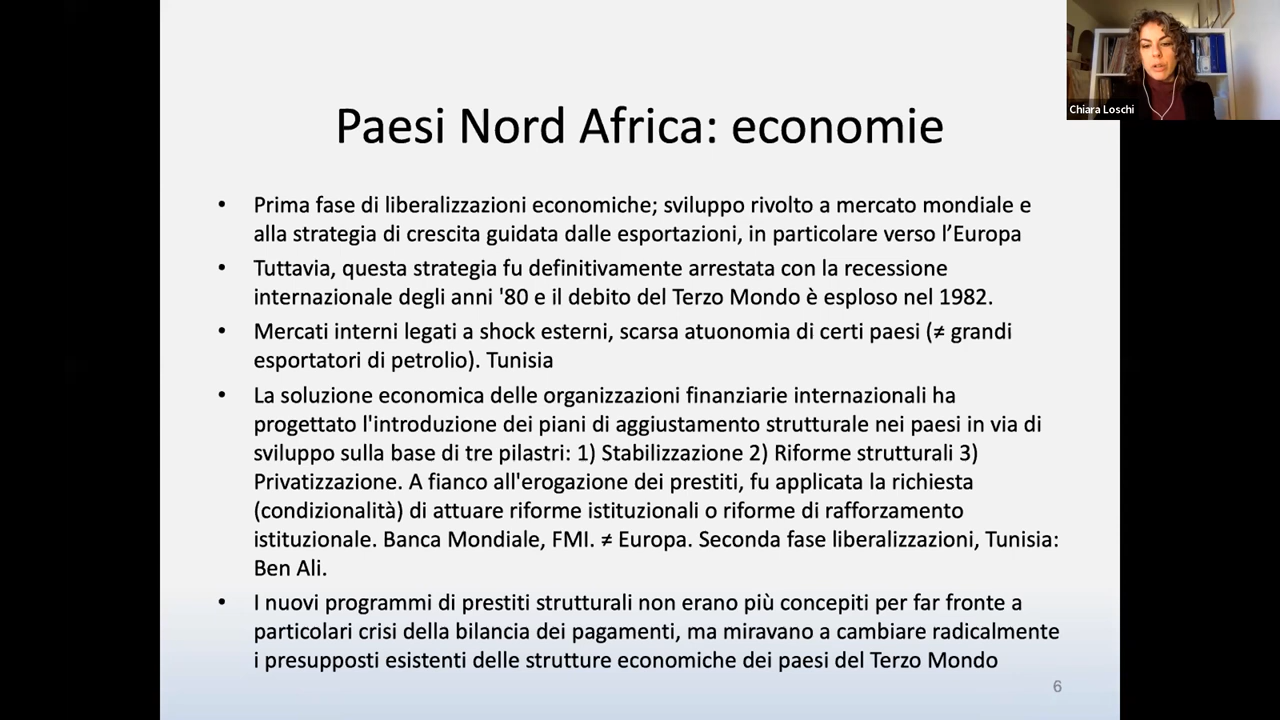 Chiara Loschi
Paesi Nord Africa: economie
• Prima fase di liberalizzazioni economiche; sviluppo rivolto a mercato mondiale e
alla strategia di crescita guidata dalle esportazioni, in particolare verso l’Europa
• Tuttavia, questa strategia fu definitivamente arrestata con la recessione
internazionale degli anni '80 e il debito del Terzo Mondo è esploso nel 1982.
• Mercati interni legati a shock esterni, scarsa atuonomia di certi paesi (≠ grandi
esportatori di petrolio). Tunisia
• La soluzione economica delle organizzazioni finanziarie internazionali ha
progettato l'introduzione dei piani di aggiustamento strutturale nei paesi in via di
sviluppo sulla base di tre pilastri: 1) Stabilizzazione 2) Riforme strutturali 3)
Privatizzazione. A fianco all'erogazione dei prestiti, fu applicata la richiesta
(condizionalità) di attuare riforme istituzionali o riforme di rafforzamento
istituzionale. Banca Mondiale, FMI. ≠ Europa. Seconda fase liberalizzazioni, Tunisia:
Ben Ali.
• I nuovi programmi di prestiti strutturali non erano più concepiti per far fronte a
particolari crisi della bilancia dei pagamenti, ma miravano a cambiare radicalmente
i presupposti esistenti delle strutture economiche dei paesi del Terzo Mondo
6